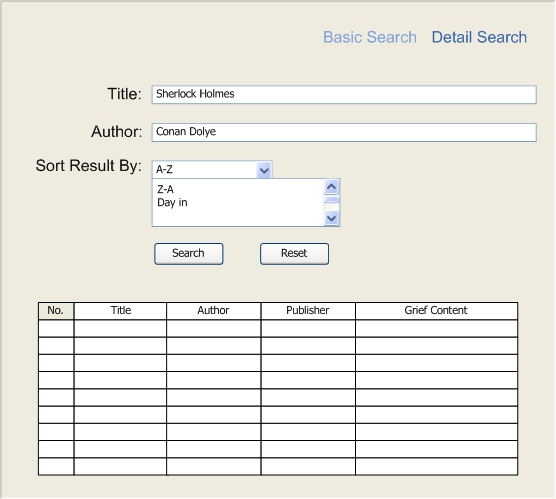 Basic Search Detail Search
Title: Sherlock Holmes
Author: Conan Dolye
Sort Result By: A-Z
Z-A
Day in
Search Reset
No. Title Author Publisher Grief Content